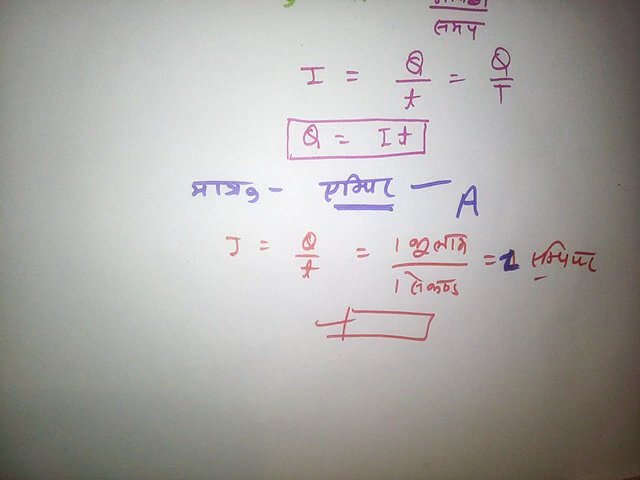 समय
I = Q/t = Q/T
Q = It
मात्रक - एम्पियर - A
I = Q/t = 1 कूलाम / 1 सेकण्ड = 1 एम्पियर